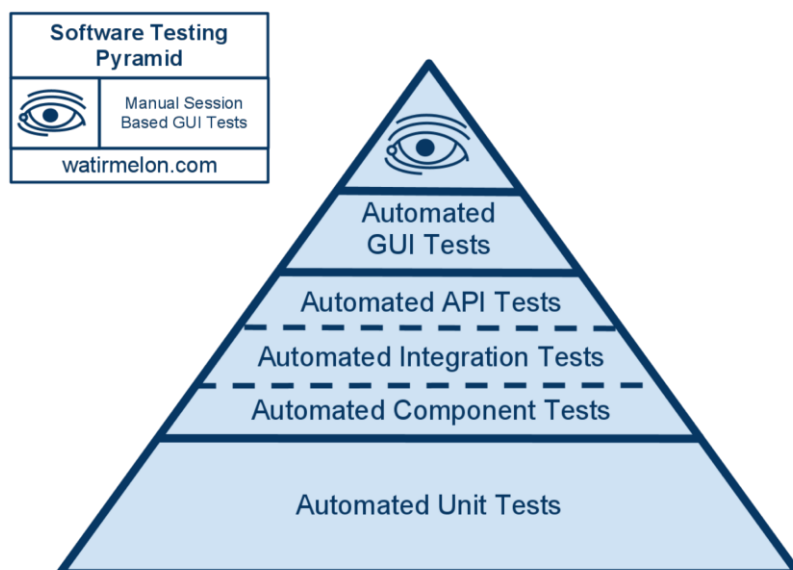 Software Testing
Pyramid
Manual Session
Based GUI Tests
watirmelon.com
Automated
GUI Tests
Automated API Tests
Automated Integration Tests
Automated Component Tests
Automated Unit Tests